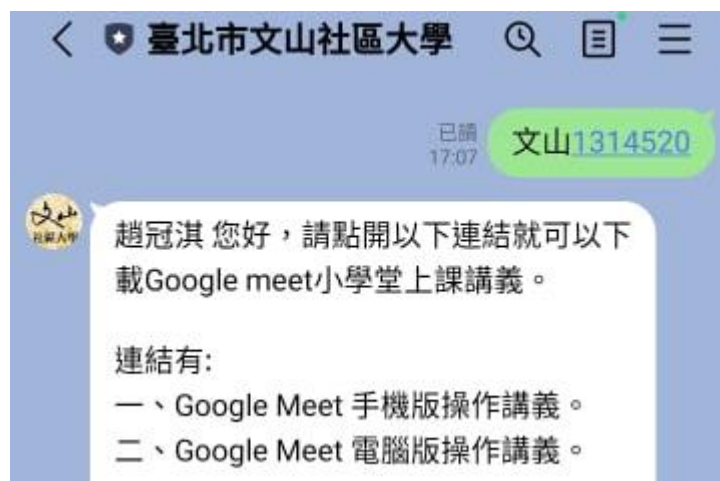 臺北市文山社區大學
已讀
17:07
文山1314520
文山
社區大學
趙冠淇 您好，請點開以下連結就可以下
載Google meet小學堂上課講義。
連結有:
一、Google Meet 手機版操作講義。
二、Google Meet 電腦版操作講義。